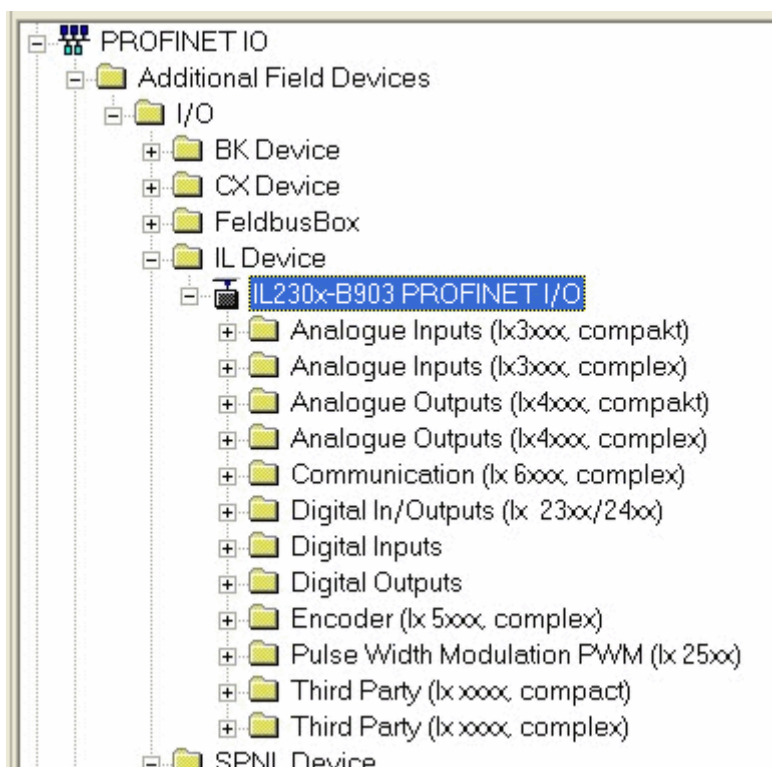 PROFINET IO
Additional Field Devices
I/O
BK Device
CX Device
FeldbusBox
IL Device
IL230x-B903 PROFINET I/O
Analogue Inputs (Ix3xxx, compakt)
Analogue Inputs (Ix3xxx, complex)
Analogue Outputs (Ix4xxx, compakt)
Analogue Outputs (Ix4xxx, complex)
Communication (Ix 6xxx, complex)
Digital In/Outputs (Ix 23xx/24xx)
Digital Inputs
Digital Outputs
Encoder (Ix 5xxx, complex)
Pulse Width Modulation PWM (Ix 25xx)
Third Party (Ix xxxx, compact)
Third Party (Ix xxxx, complex)
Device